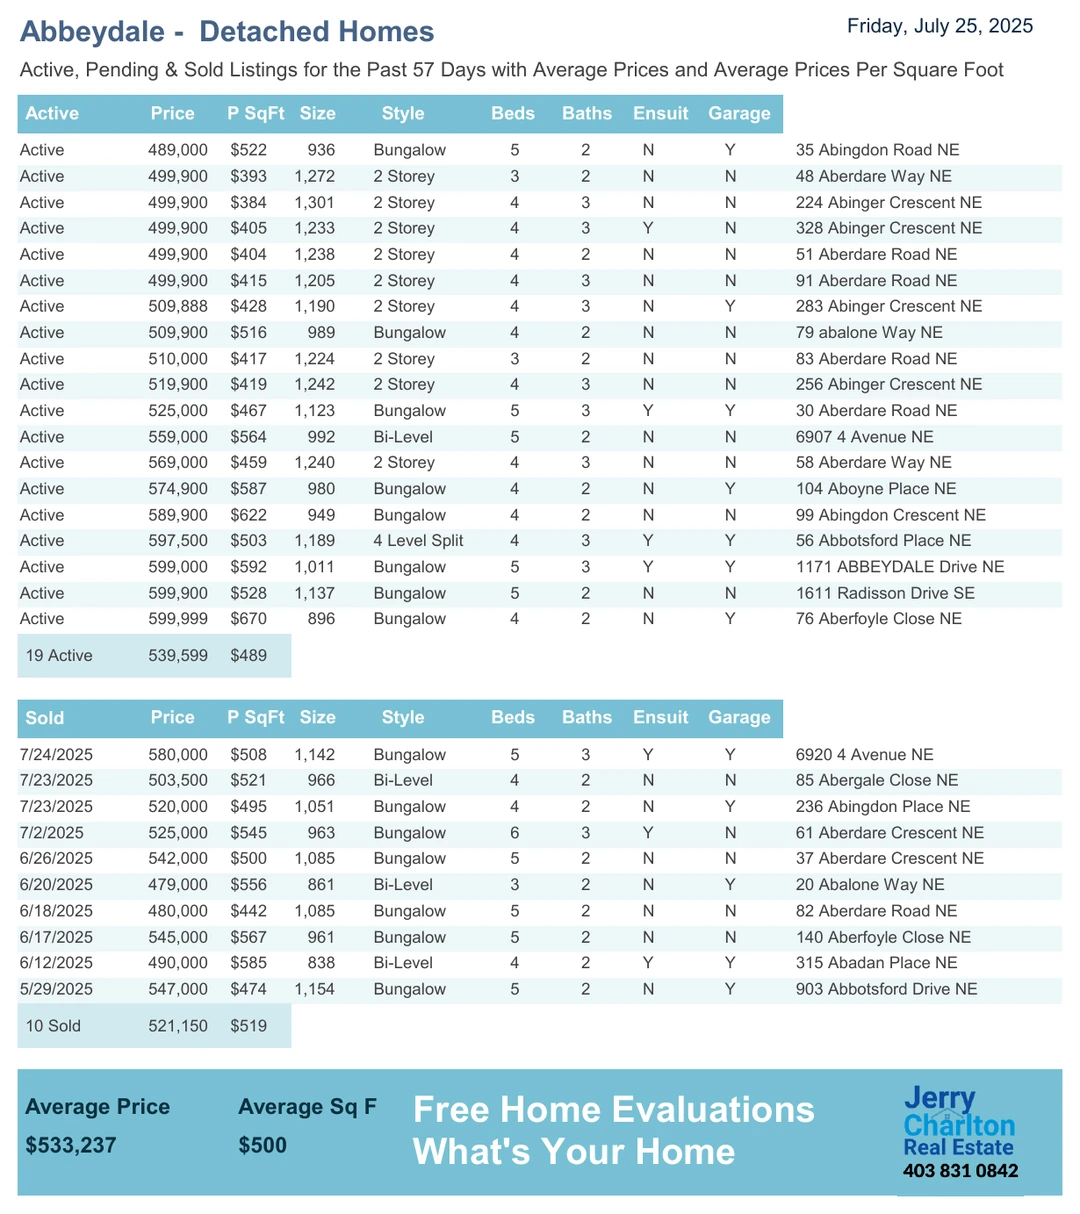 Abbeydale -  Detached Homes
Friday, July 25, 2025
Active, Pending & Sold Listings for the Past 57 Days with Average Prices and Average Prices Per Square Foot
Active Price P SqFt Size Style Beds Baths Ensuit Garage
Active 489,000 $522 936 Bungalow 5 2 N Y 35 Abingdon Road NE
Active 499,900 $393 1,272 2 Storey 3 2 N N 48 Aberdare Way NE
Active 499,900 $384 1,301 2 Storey 4 3 N N 224 Abinger Crescent NE
Active 499,900 $405 1,233 2 Storey 4 3 Y N 328 Abinger Crescent NE
Active 499,900 $404 1,238 2 Storey 4 2 N N 51 Aberdare Road NE
Active 499,900 $415 1,205 2 Storey 4 3 N N 91 Aberdare Road NE
Active 509,888 $428 1,190 2 Storey 4 3 N Y 283 Abinger Crescent NE
Active 509,900 $516 989 Bungalow 4 2 N N 79 abalone Way NE
Active 510,000 $417 1,224 2 Storey 3 2 N N 83 Aberdare Road NE
Active 519,900 $419 1,242 2 Storey 4 3 N N 256 Abinger Crescent NE
Active 525,000 $467 1,123 Bungalow 5 3 Y Y 30 Aberdare Road NE
Active 559,000 $564 992 Bi-Level 5 2 N N 6907 4 Avenue NE
Active 569,000 $459 1,240 2 Storey 4 3 N N 58 Aberdare Way NE
Active 574,900 $587 980 Bungalow 4 2 N Y 104 Aboyne Place NE
Active 589,900 $622 949 Bungalow 4 2 N N 99 Abingdon Crescent NE
Active 597,500 $503 1,189 4 Level Split 4 3 Y Y 56 Abbotsford Place NE
Active 599,000 $592 1,011 Bungalow 5 3 Y Y 1171 ABBEYDALE Drive NE
Active 599,900 $528 1,137 Bungalow 5 2 N N 1611 Radisson Drive SE
Active 599,999 $670 896 Bungalow 4 2 N Y 76 Aberfoyle Close NE
19 Active 539,599 $489
Sold Price P SqFt Size Style Beds Baths Ensuit Garage
7/24/2025 580,000 $508 1,142 Bungalow 5 3 Y Y 6920 4 Avenue NE
7/23/2025 503,500 $521 966 Bi-Level 4 2 N N 85 Abergale Close NE
7/23/2025 520,000 $495 1,051 Bungalow 4 2 N Y 236 Abingdon Place NE
7/2/2025 525,000 $545 963 Bungalow 6 3 Y N 61 Aberdare Crescent NE
6/26/2025 542,000 $500 1,085 Bungalow 5 2 N N 37 Aberdare Crescent NE
6/20/2025 479,000 $556 861 Bi-Level 3 2 N Y 20 Abalone Way NE
6/18/2025 480,000 $442 1,085 Bungalow 5 2 N N 82 Aberdare Road NE
6/17/2025 545,000 $567 961 Bungalow 5 2 N N 140 Aberfoyle Close NE
6/12/2025 490,000 $585 838 Bi-Level 4 2 Y Y 315 Abadan Place NE
5/29/2025 547,000 $474 1,154 Bungalow 5 2 N Y 903 Abbotsford Drive NE
10 Sold 521,150 $519
Average Price Average Sq F
$533,237 $500
Free Home Evaluations
What's Your Home
Jerry
Charlton
Real Estate
403 831 0842